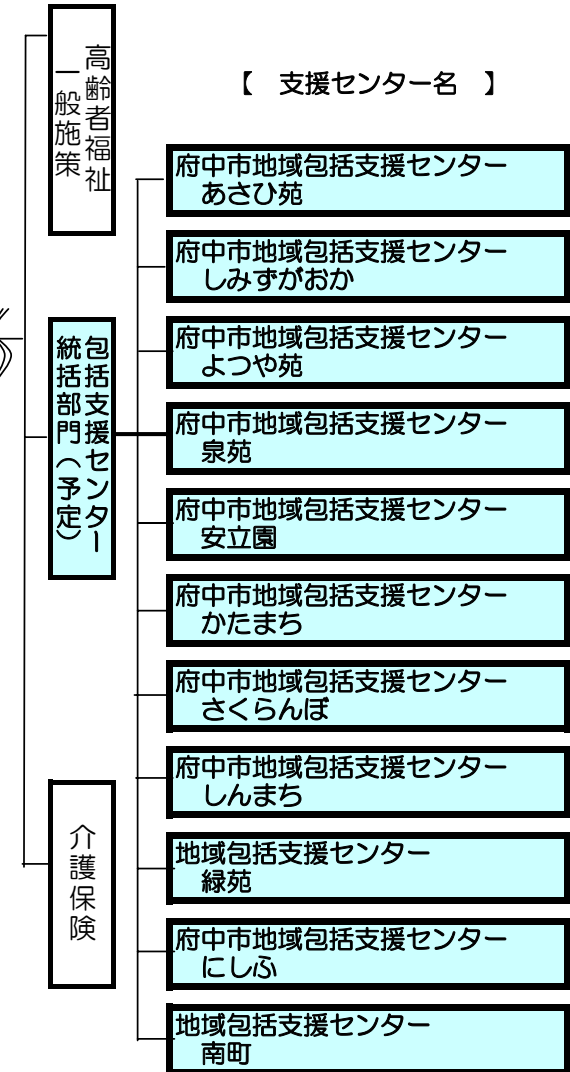 高齢者福祉
一般施策
【　支援センター名　】
府中市地域包括支援センター
あさひ苑
府中市地域包括支援センター
しみずがおか
府中市地域包括支援センター
よつや苑
包括支援センター
統括部門（予定）
府中市地域包括支援センター
泉苑
府中市地域包括支援センター
安立園
府中市地域包括支援センター
かたまち
府中市地域包括支援センター
さくらんぼ
府中市地域包括支援センター
しんまち
介護保険
地域包括支援センター
緑苑
府中市地域包括支援センター
にしふ
地域包括支援センター
南町